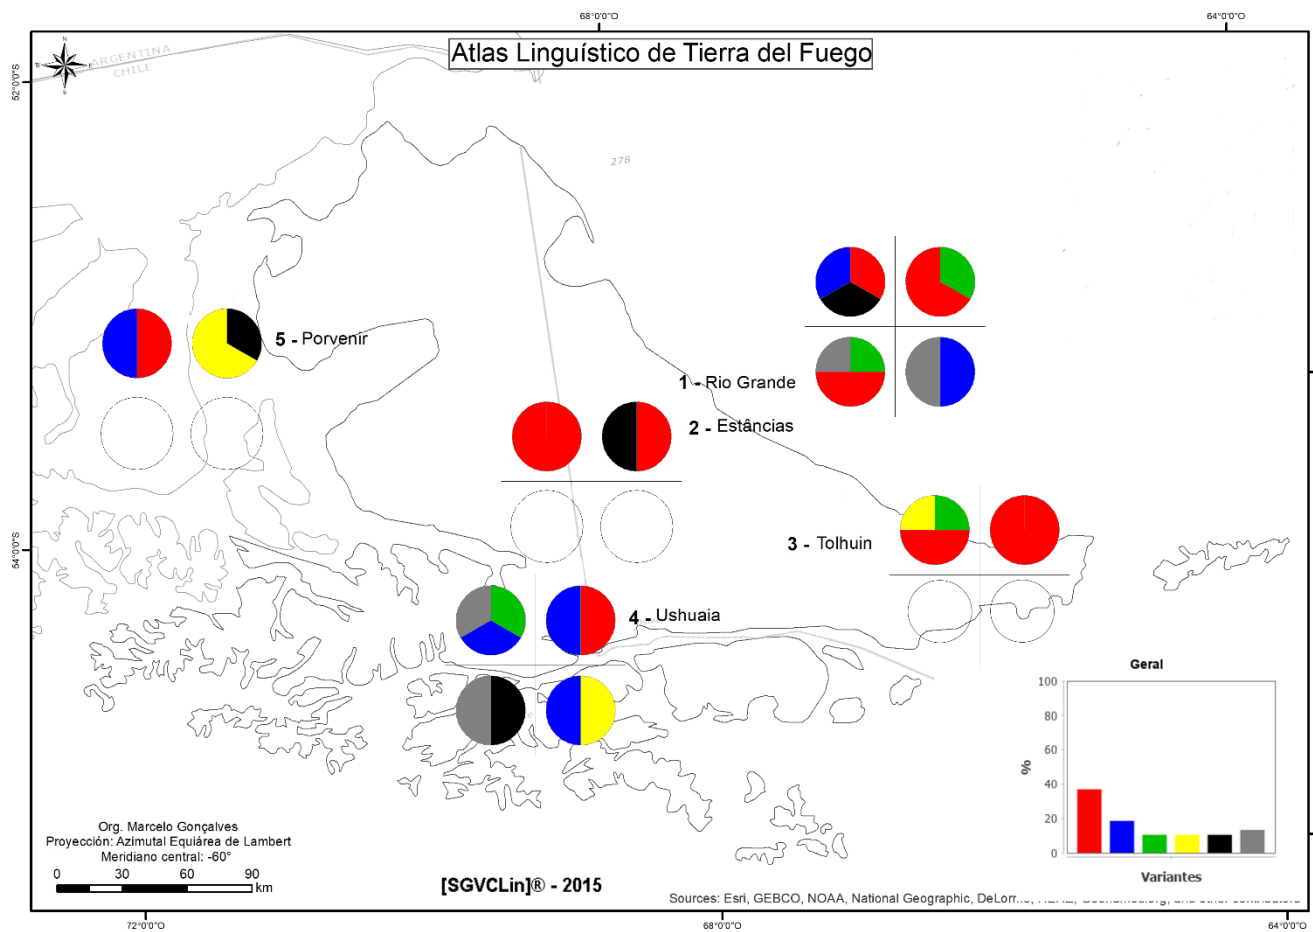 68°0'0"O
64°0'0"O
Atlas Linguístico de Tierra del Fuego
ARGENTINA
CHILE
N
S
52°0'0"S
278
5 - Porvenir
1 - Rio Grande
2 - Estâncias
3 - Tolhuin
54°0'0"S
4 - Ushuaia
Geral
100
80
60
40
20
0
%
Variantes
Org. Marcelo Gonçalves
Proyección: Azimutal Equiárea de Lambert
Meridiano central: -60°
0 30 60 90
km
[SGVCLin]® - 2015
Sources: Esri, GEBCO, NOAA, National Geographic, and other contributors
72°0'0"O
68°0'0"O
64°0'0"O